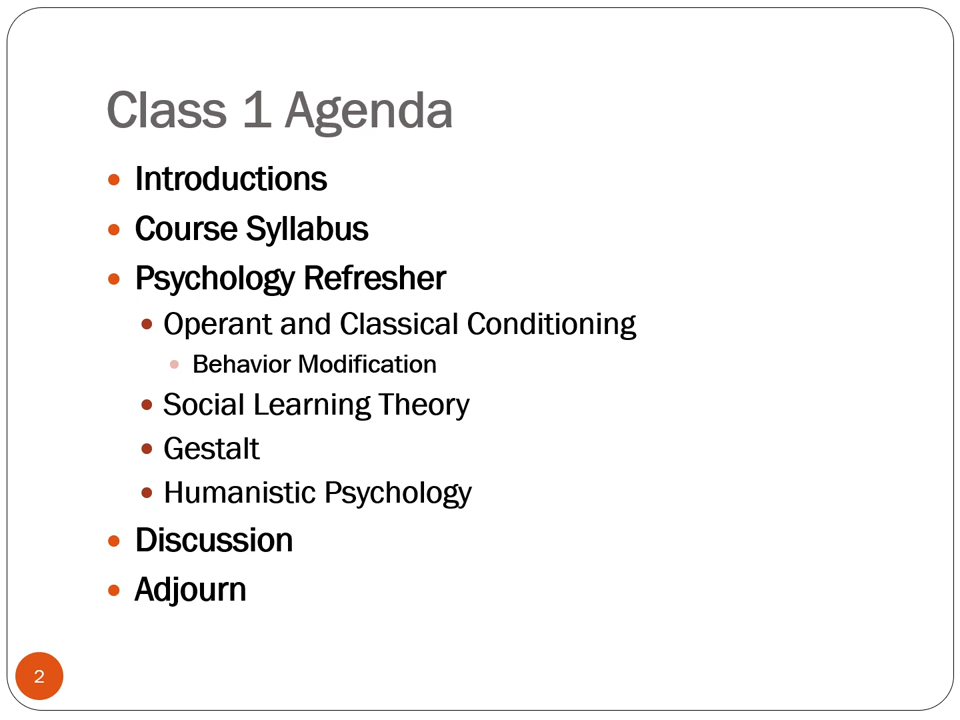 Class 1 Agenda
Introductions
Course Syllabus
Psychology Refresher
Operant and Classical Conditioning
Behavior Modification
Social Learning Theory
Gestalt
Humanistic Psychology
Discussion
Adjourn
2